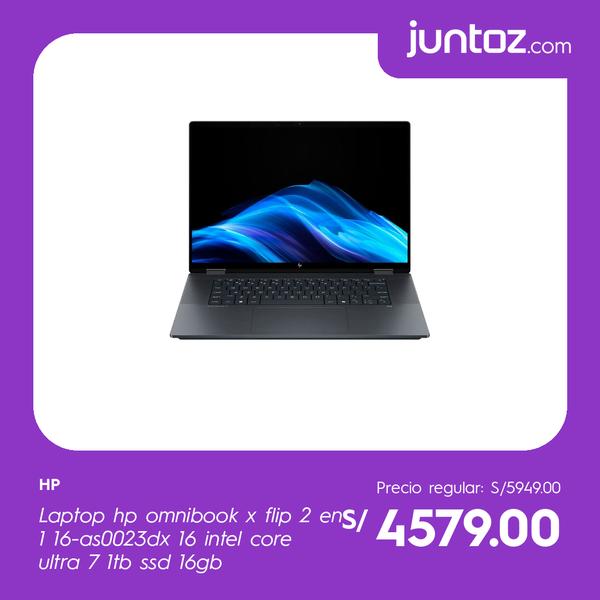 juntoz.com
HP
Laptop hp omnibook x flip 2 en
1 16-as0023dx 16 intel core
ultra 7 1tb ssd 16gb
Precio regular: S/5949.00
S/ 4579.00